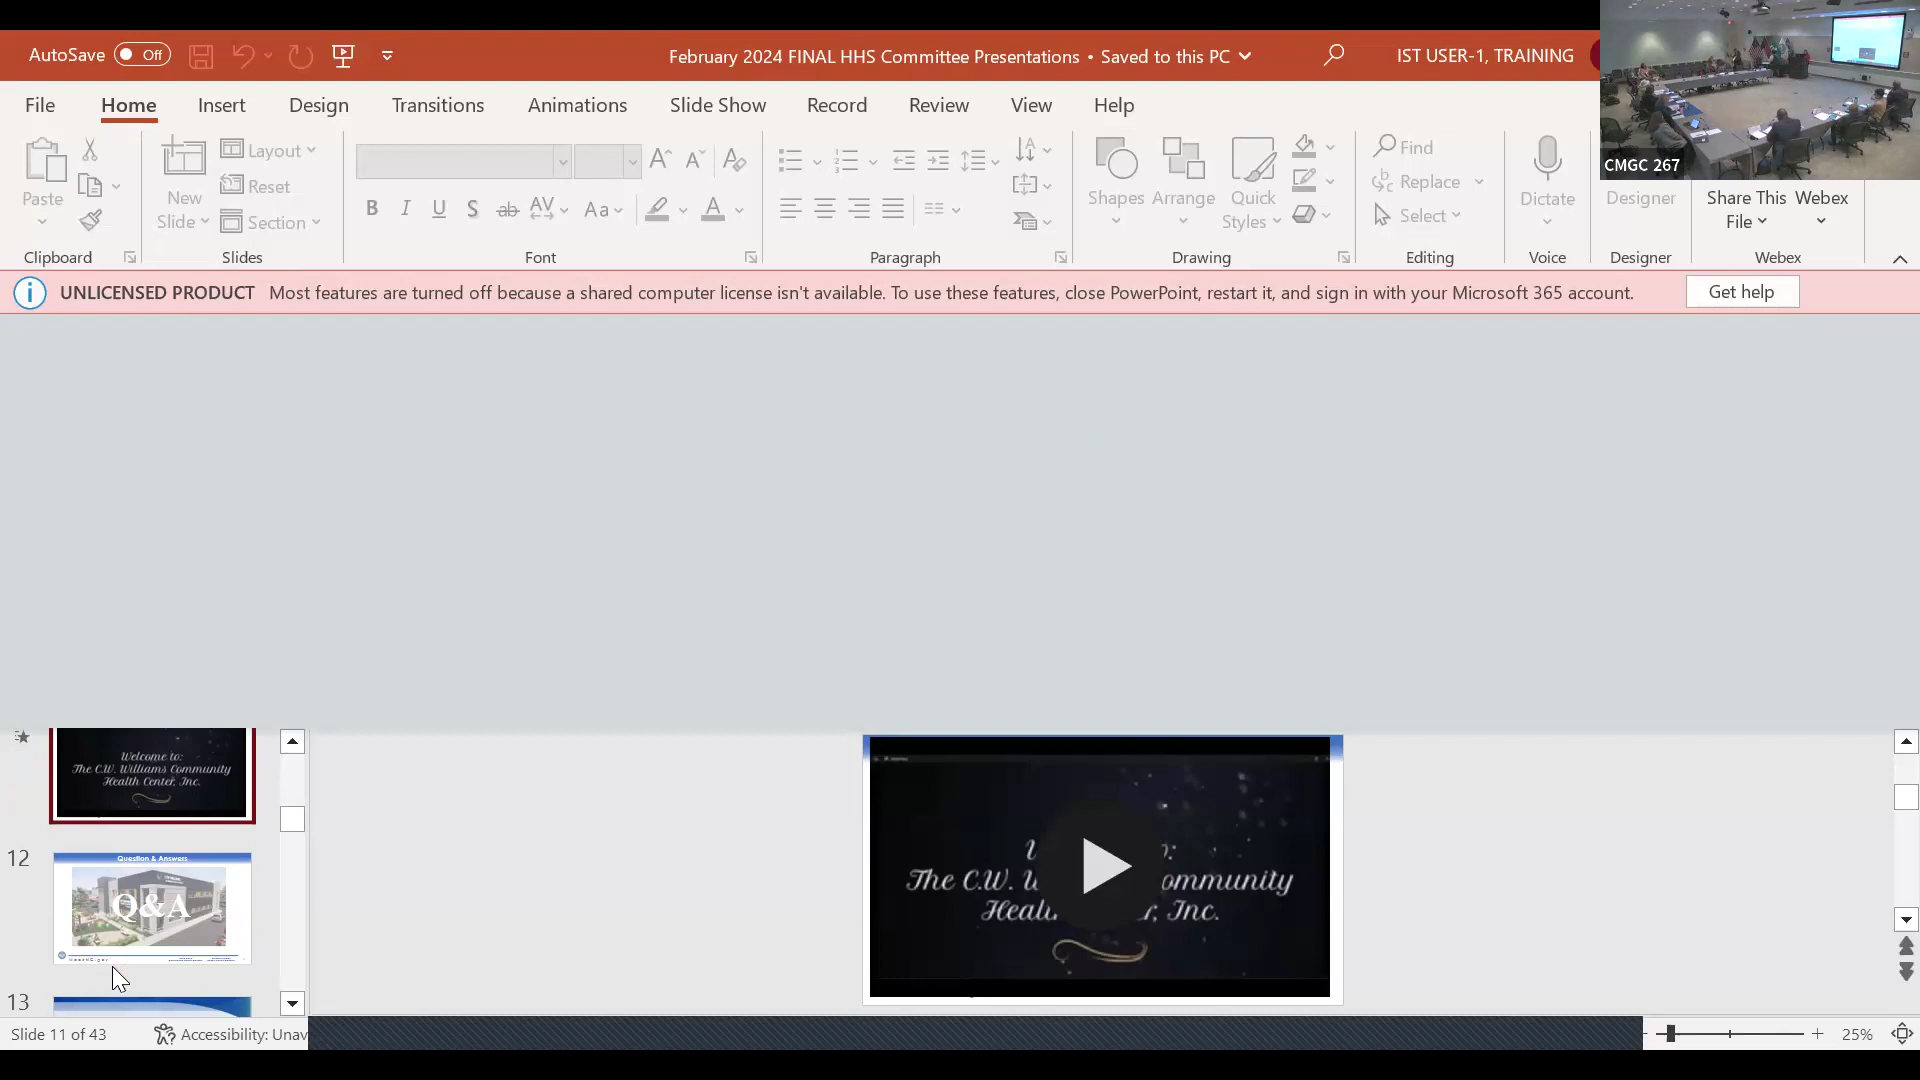 AutoSave Off
February 2024 FINAL HHS Committee Presentations • Saved to this PC
IST USER-1, TRAINING
File Home Insert Design Transitions Animations Slide Show Record Review View Help
CMGC 267
Paste
New
Slide
Layout
Reset
Section
Find
Replace
Select
Shapes Arrange Quick
Styles
Dictate
Designer
Share This
File
Webex
Clipboard Slides Font Paragraph Drawing Editing Voice Designer Webex
UNLICENSED PRODUCT Most features are turned off because a shared computer license isn't available. To use these features, close PowerPoint, restart it, and sign in with your Microsoft 365 account.
Get help
Welcome to:
The C.W. Williams Community
Health Center, Inc.
12
Question & Answers
Q&A
13
The C.W. ommunity
Inc.
Slide 11 of 43
Accessibility: Unav
25%